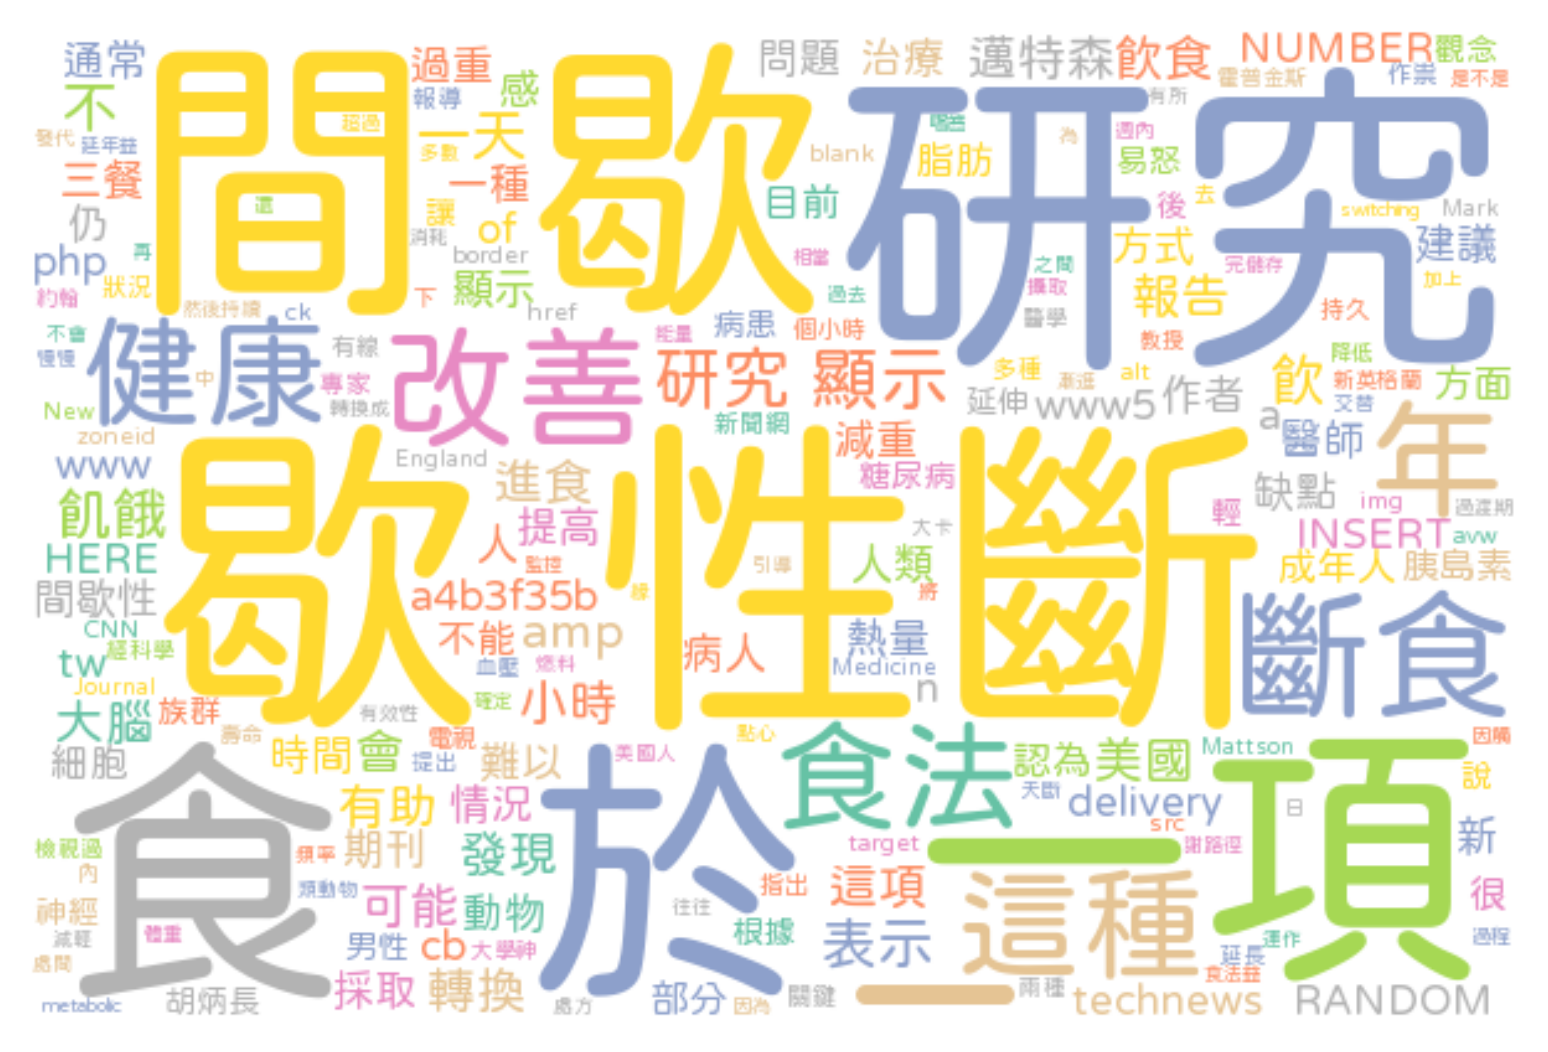 通常
間歇
過重
感
問題
治療
邁特森
飲食
NUMBER
觀念
不
報導
研究
有所
霍普金斯
作祟
是不是
發代
延年益
超過
一天
多數
blank
脂肪
為
週內
易怒
三餐
一種
目前
後
去
switching
Mark
仍
還
讓
of
消耗
方式
建議
php
再
border
相當
之間
完儲存
加上
約翰
狀況
然後持續
ck
下
顯示
href
過去
攝取
報告
醫學
持久
不會
健康
有線
改善
能量
病患
個小時
教授
慢慢
中
專家
轉換成
研究 顯示
多種
漸進
alt
飲
降低
新英格蘭
方面
交替
New
新聞網
延伸
www5
作者
a
年
zoneid
England
減重
醫師
www
歇性斷
進食
糖尿病
缺點
img
過渡期
飢餓
提高
大卡
輕
INSERT
avw
HERE
人
監控
引導
人類
成年人
胰島素
間歇性
a4b3f35b
將
斷食
CNN
經科學
不能
amp
病人
熱量
tw
血壓
燃料
Medicine
Journal
n
大腦
族群
有效性
確定
小時
壽命
電視
點心
食法
因觸
細胞
時間
會
提出
難以
美國人
認為
美國
Mattson
一項
說
食
於
有助
情況
天斷
delivery
日
src
新
檢視過
頻率
期刊
發現
target
謝路徑
內
類動物
指出
這項
這種
很
神經
可能
動物
往往
減輕
體重
男性
cb
大學神
根據
表示
運作
過程
延長
處間
食法益
metabolic
胡炳長
採取
轉換
處方
部分
因為
關鍵
一
兩種
technews
RANDOM